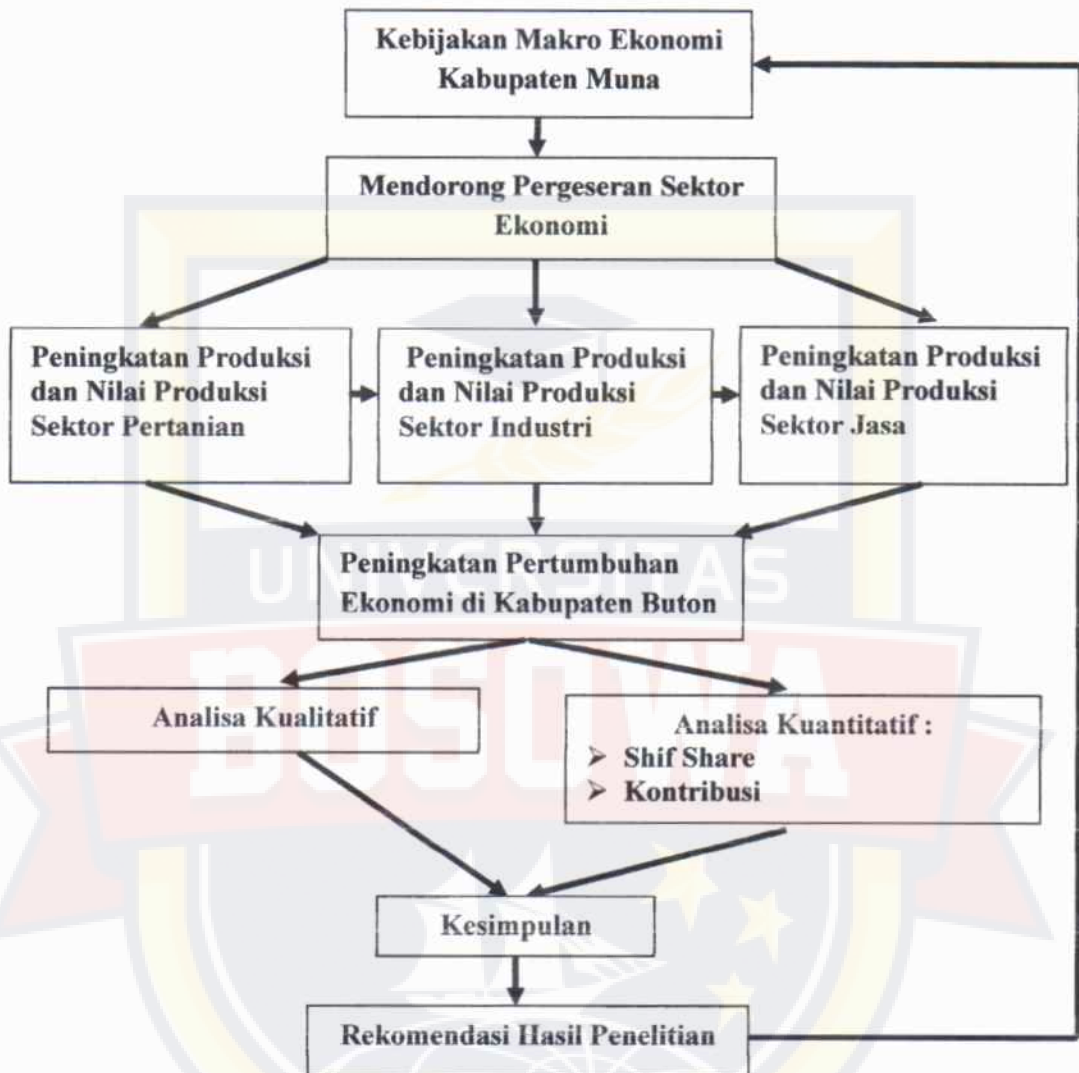 Kebijakan Makro Ekonomi
Kabupaten Muna
Mendorong Pergeseran Sektor
Ekonomi
Peningkatan Produksi
dan Nilai Produksi
Sektor Pertanian
Peningkatan Produksi
dan Nilai Produksi
Sektor Industri
Peningkatan Produksi
dan Nilai Produksi
Sektor Jasa
Peningkatan Pertumbuhan
Ekonomi di Kabupaten Buton
UNIVERSITAS
BOSOWA
Analisa Kualitatif
Analisa Kuantitatif :
➢ Shif Share
➢ Kontribusi
Kesimpulan
Rekomendasi Hasil Penelitian